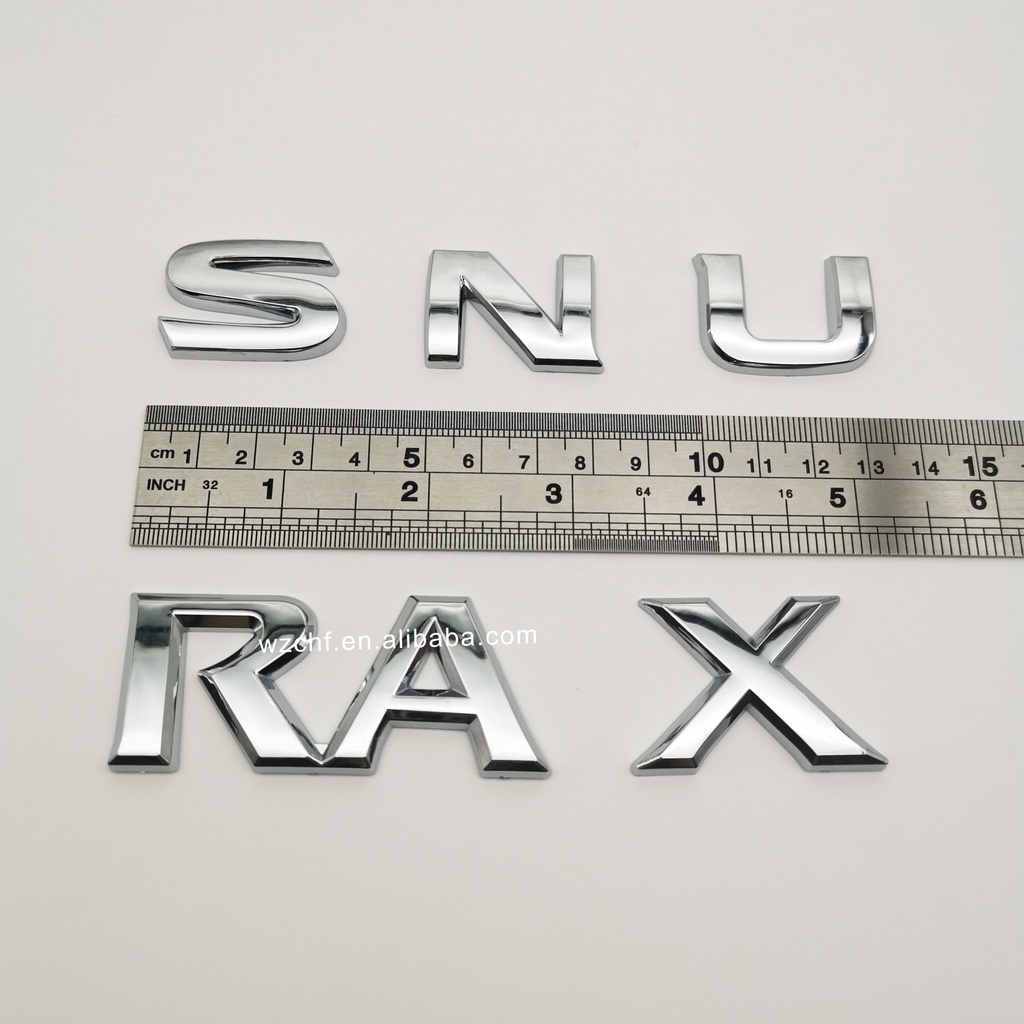 S N U
cm 1 2 3 4 5 6 7 8 9 10 11 12 13 14 15
INCH 32 1 2 3 64 4 16 5 6
RA X
wzchf.en.alibaba.com